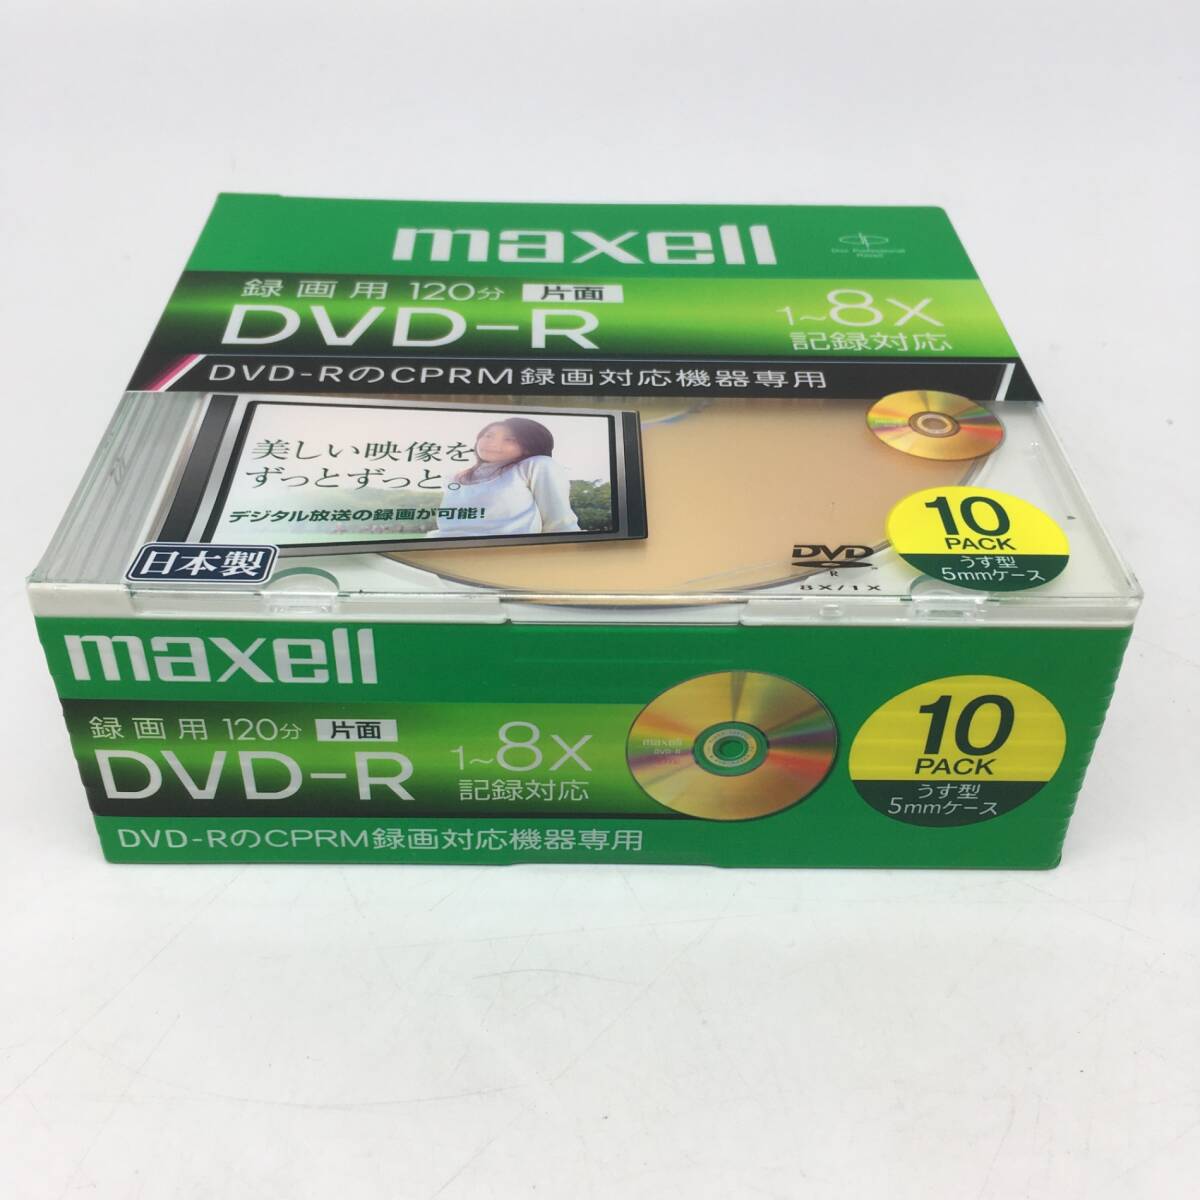 maxell
Disc Professional
Maxell
録画用 120分 片面
DVD-R
1~8X
記録対応
DVD-RのCPRM録画対応機器専用
美しい映像を
ずっとずっと。
デジタル放送の録画が可能!
日本製
DVD
R
8X/1X
10
PACK
うす型
5mmケース
maxell
録画用 120分 片面
DVD-R
1~8X
記録対応
maxell
DVD-R
10
PACK
うす型
5mmケース
DVD-RのCPRM録画対応機器専用